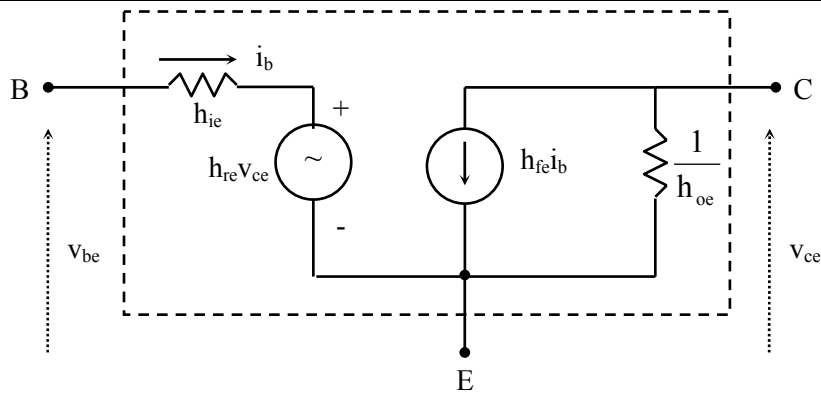 i_b
B
C
h_ie
+
h_re v_ce
~
h_fe i_b
1
h_oe
-
v_be
v_ce
E